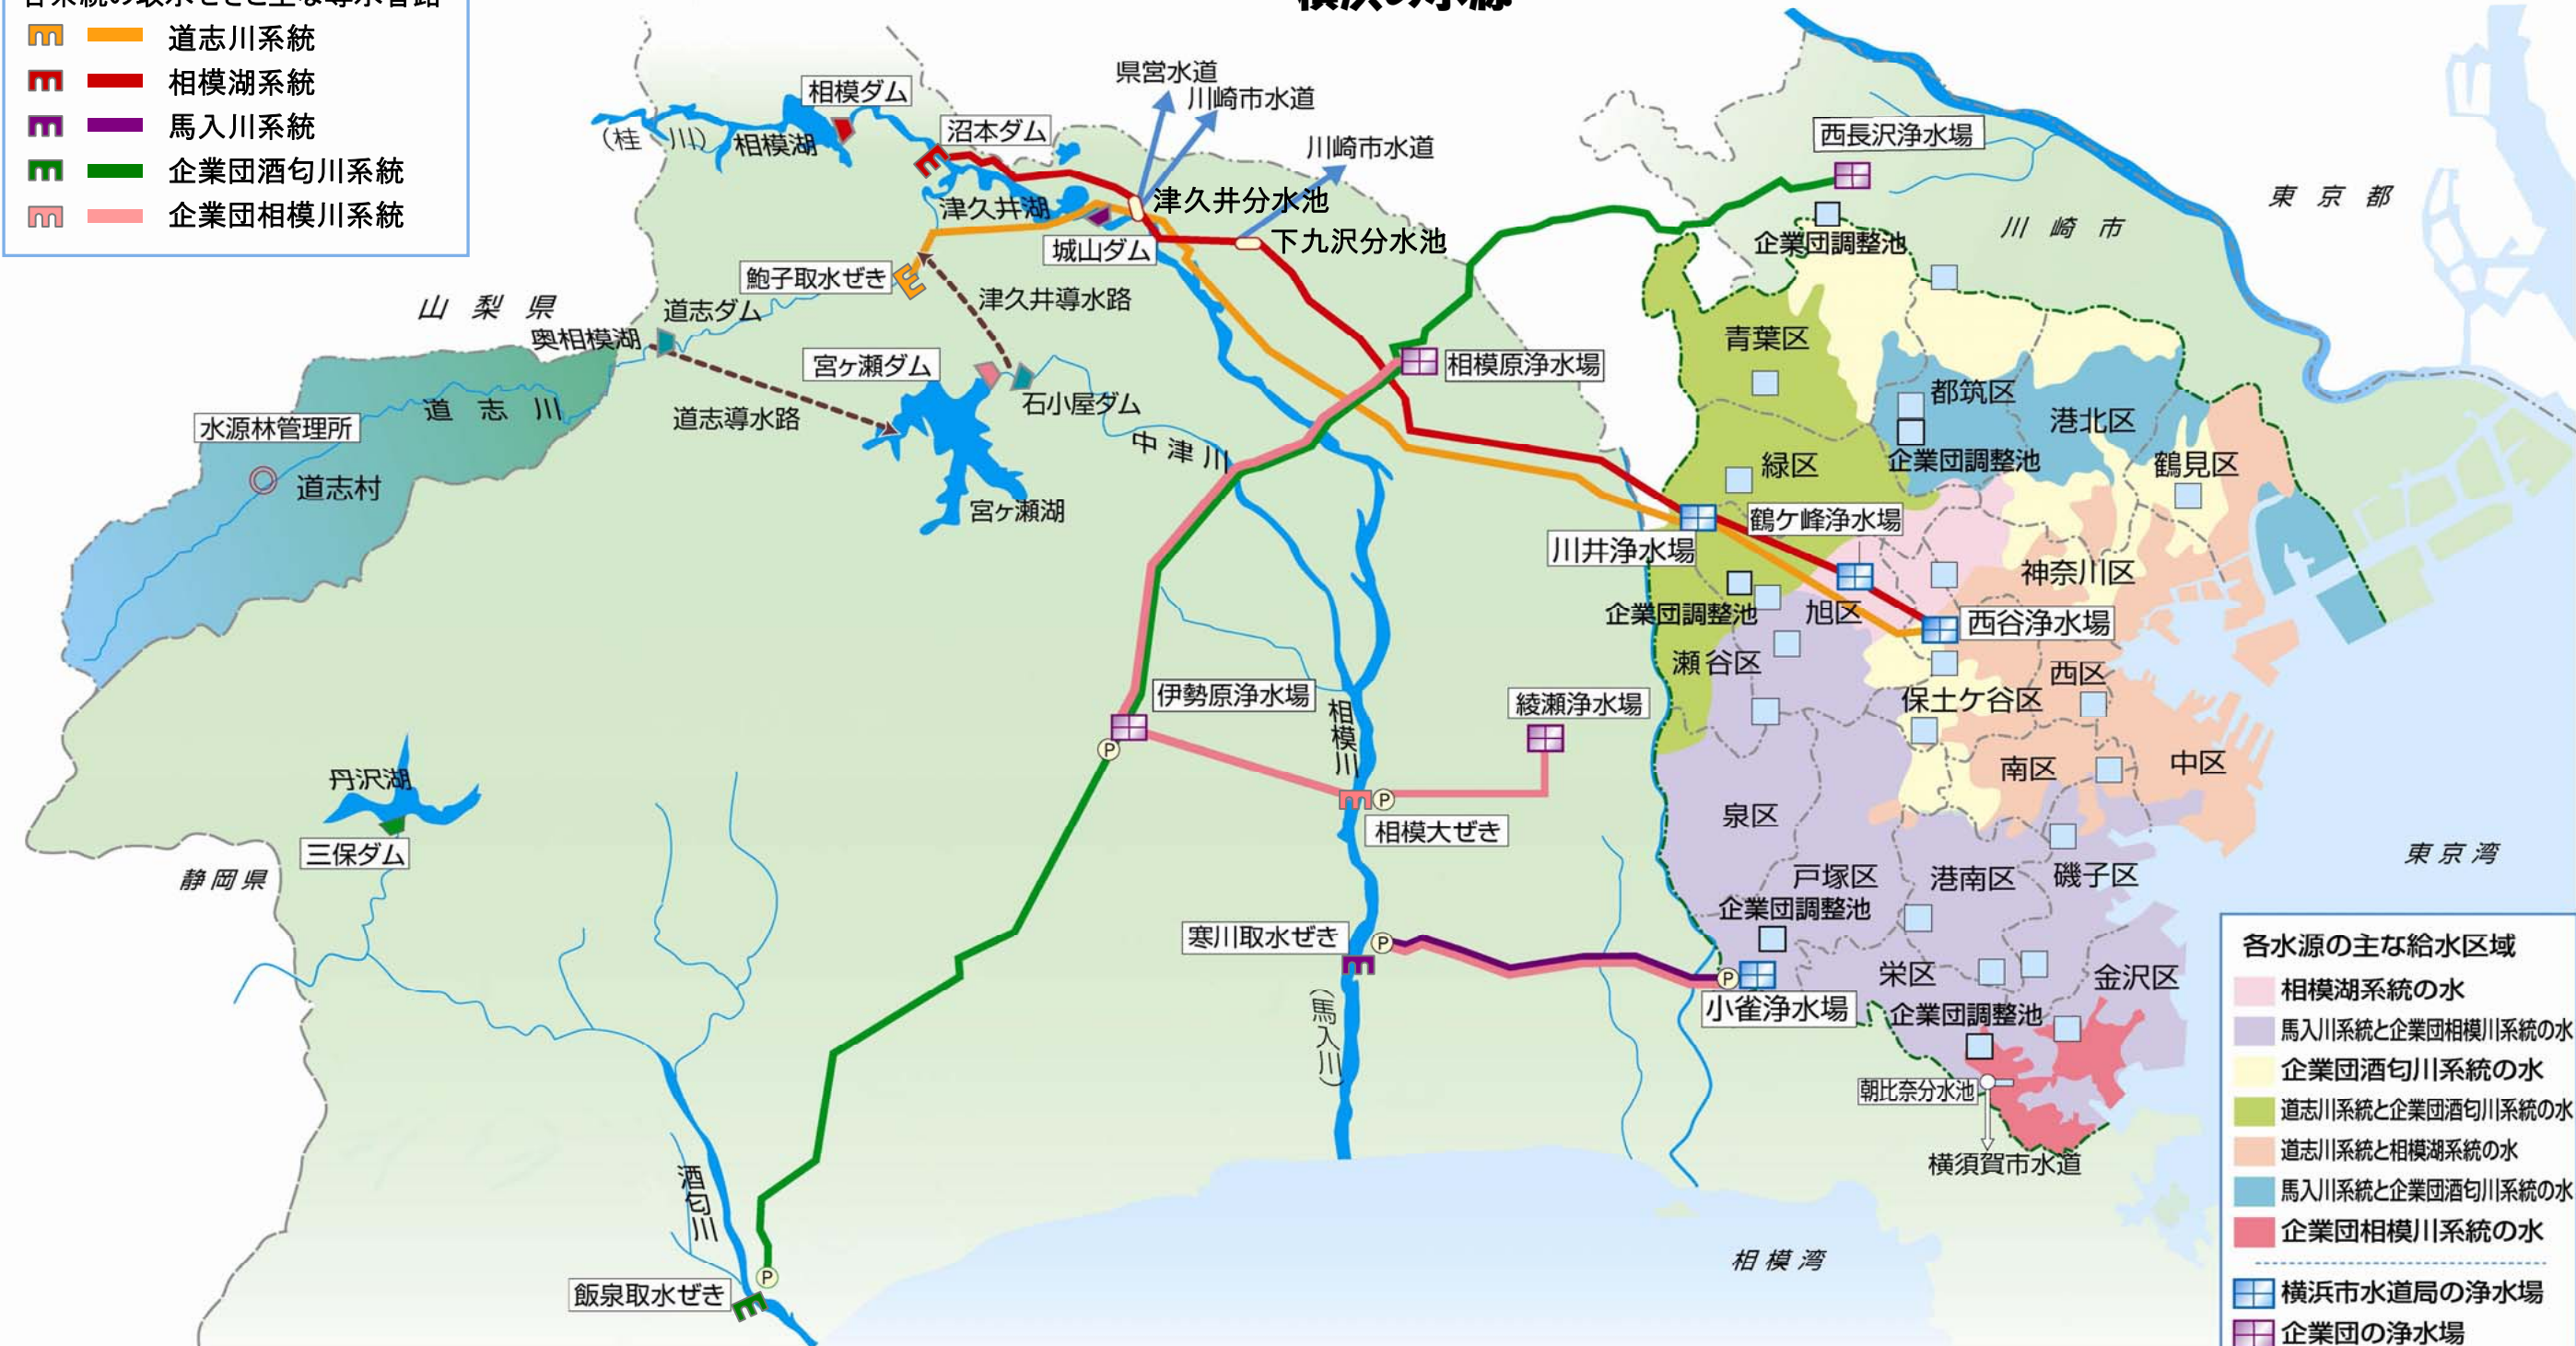 横浜の水源
各系統の取水ぜきと主な導水管路
道志川系統
相模湖系統
馬入川系統
企業団酒匂川系統
企業団相模川系統
相模ダム
(桂川)
相模湖
沼本ダム
県営水道
川崎市水道
川崎市水道
津久井湖
津久井分水池
下九沢分水池
城山ダム
西長沢浄水場
企業団調整池
川崎市
東京都
鮑子取水ぜき
津久井導水路
山梨県
道志ダム
奥相模湖
宮ヶ瀬ダム
石小屋ダム
道志導水路
中津川
宮ヶ瀬湖
道志川
水源林管理所
道志村
相模原浄水場
青葉区
都筑区
港北区
企業団調整池
緑区
鶴見区
鶴ケ峰浄水場
川井浄水場
神奈川区
企業団調整池
旭区
西谷浄水場
瀬谷区
西区
保土ケ谷区
伊勢原浄水場
P
相模川
綾瀬浄水場
P
相模大ぜき
南区
中区
泉区
丹沢湖
三保ダム
静岡県
東京湾
戸塚区
港南区
磯子区
企業団調整池
寒川取水ぜき
P
(馬入川)
P
小雀浄水場
栄区
金沢区
企業団調整池
朝比奈分水池
横須賀市水道
酒匂川
P
飯泉取水ぜき
相模湾
各水源の主な給水区域
相模湖系統の水
馬入川系統と企業団相模川系統の水
企業団酒匂川系統の水
道志川系統と企業団酒匂川系統の水
道志川系統と相模湖系統の水
馬入川系統と企業団酒匂川系統の水
企業団相模川系統の水
横浜市水道局の浄水場
企業団の浄水場